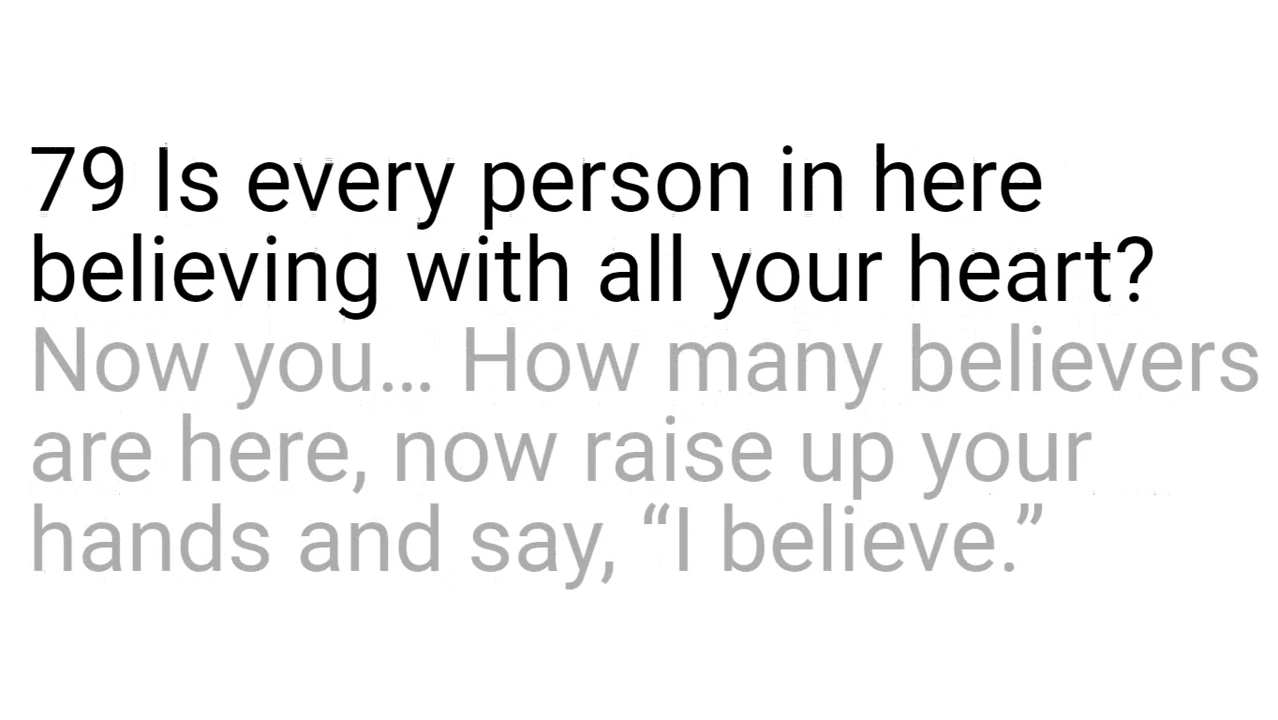 79 Is every person in here
believing with all your heart?
Now you… How many believers
are here, now raise up your
hands and say, “I believe.”